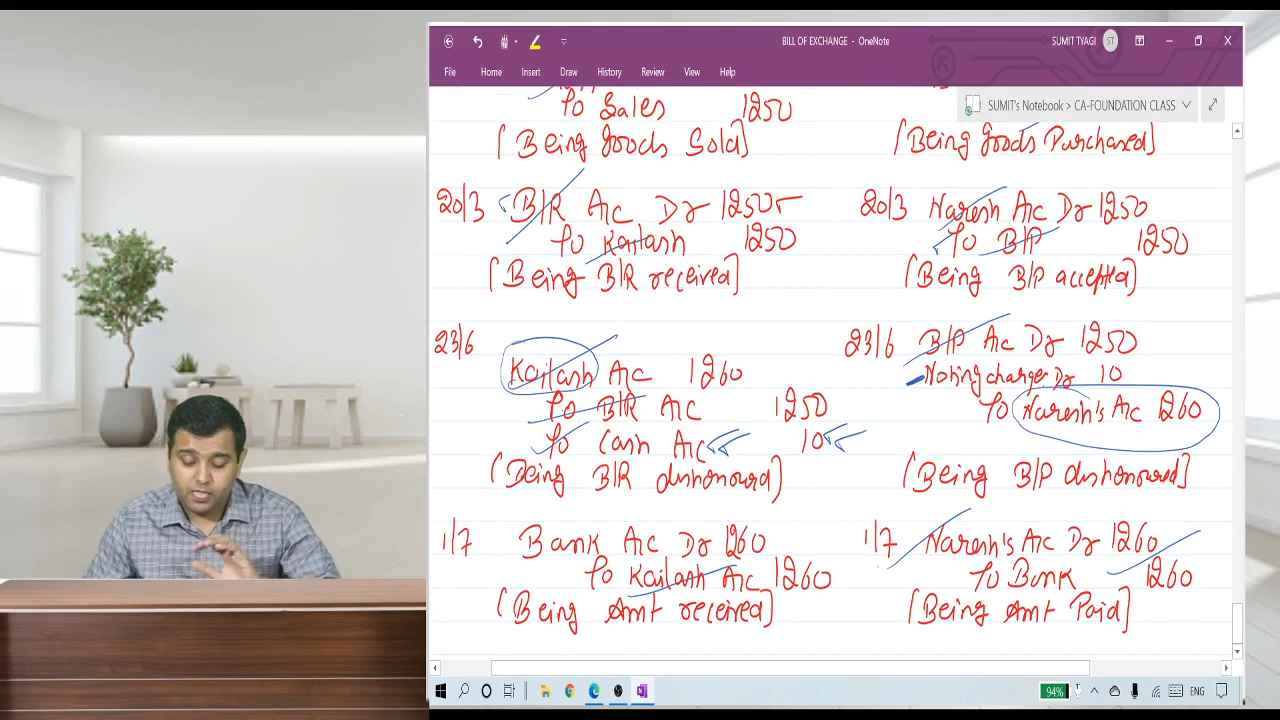 BILL OF EXCHANGE - OneNote
SUMIT TYAGI ST
File Home Insert Draw History Review View Help
SUMIT's Notebook > CA-FOUNDATION CLASS
To Sales 1250
[Being Goods Sold]
20/3 B/R A/c Dr 1250
To Kailash 1250
[Being B/R received]
23/6
Kailash A/c 1260
To B/R A/c 1250
To Cash A/c 10
(Being B/R dishonourd)
1/7 Bank A/c Dr 1260
To Kailash A/c 1260
(Being Amt received)
[Being Goods Purchased]
20/3 Naresh A/c Dr 1250
To B/P 1250
[Being B/P accepted]
23/6 B/P A/c Dr 1250
Noting charges Dr 10
To Naresh's A/c 1260
(Being B/P dishonoured]
1/7 Naresh's A/c Dr 1260
To Bank 1260
[Being Amt Paid]
94%
ENG